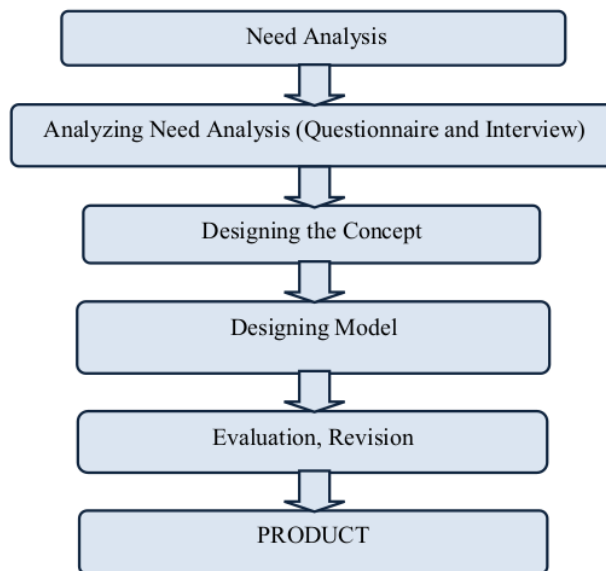 Need Analysis
Analyzing Need Analysis (Questionnaire and Interview)
Designing the Concept
Designing Model
Evaluation, Revision
PRODUCT